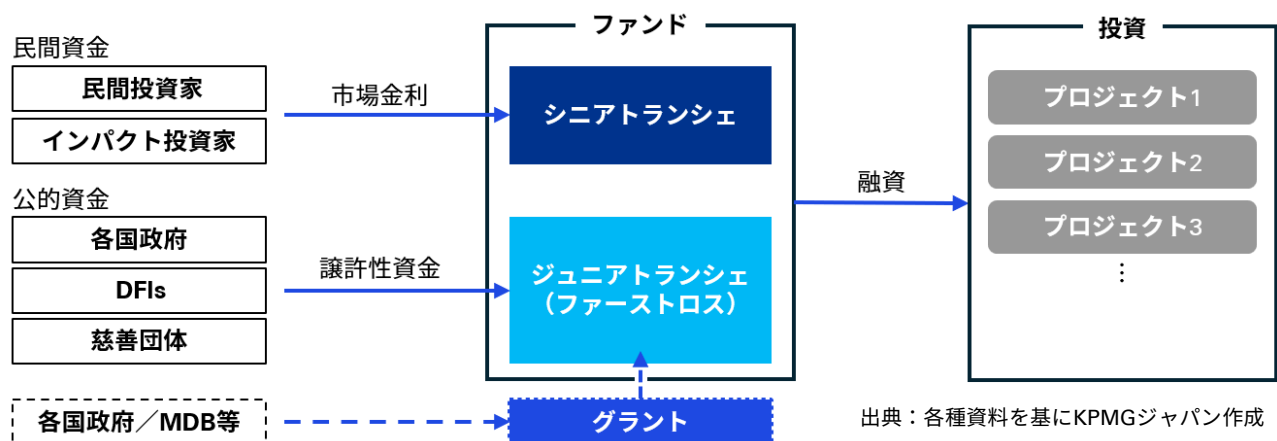 民間資金
民間投資家
インパクト投資家
公的資金
各国政府
DFIs
慈善団体
各国政府／MDB等
市場金利
譲許性資金
ファンド
シニアトランシェ
ジュニアトランシェ
（ファーストロス）
グラント
融資
投資
プロジェクト1
プロジェクト2
プロジェクト3
⋮
出典：各種資料を基にKPMGジャパン作成